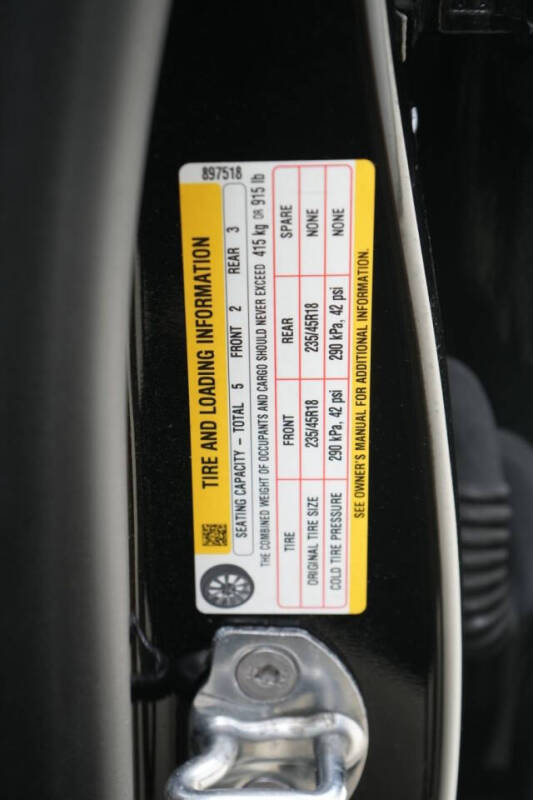 897518
TIRE AND LOADING INFORMATION
SEATING CAPACITY – TOTAL 5 FRONT 2 REAR 3
THE COMBINED WEIGHT OF OCCUPANTS AND CARGO SHOULD NEVER EXCEED 415 kg OR 915 lb
TIRE FRONT REAR SPARE
ORIGINAL TIRE SIZE 235/45R18 235/45R18 NONE
COLD TIRE PRESSURE 290 kPa, 42 psi 290 kPa, 42 psi NONE
SEE OWNER'S MANUAL FOR ADDITIONAL INFORMATION.